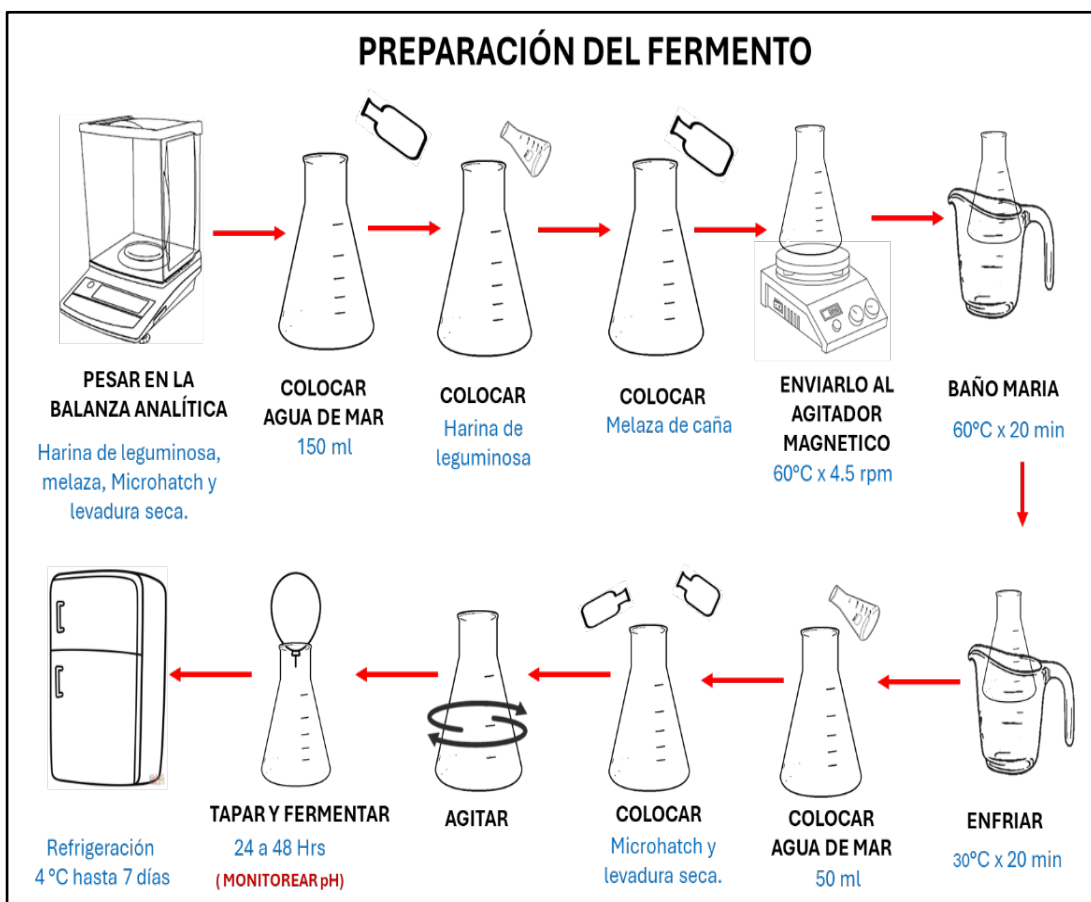 PREPARACIÓN DEL FERMENTO
PESAR EN LA
BALANZA ANALÍTICA
Harina de leguminosa,
melaza, Microhatch y
levadura seca.
COLOCAR
AGUA DE MAR
150 ml
COLOCAR
Harina de
leguminosa
COLOCAR
Melaza de caña
ENVIARLO AL
AGITADOR
MAGNETICO
60°C x 4.5 rpm
BAÑO MARIA
60°C x 20 min
ENFRIAR
30°C x 20 min
COLOCAR
AGUA DE MAR
50 ml
COLOCAR
Microhatch y
levadura seca.
AGITAR
TAPAR Y FERMENTAR
24 a 48 Hrs
( MONITOREAR pH)
Refrigeración
4 °C hasta 7 días